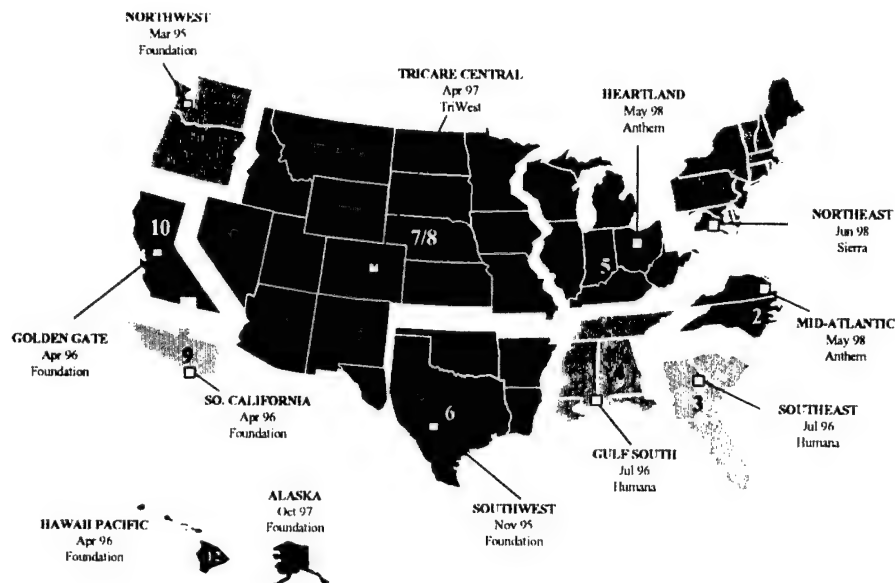 NORTHWEST
Mar 95
Foundation
TRICARE CENTRAL
Apr 97
TriWest
HEARTLAND
May 98
Anthem
NORTHEAST
Jun 98
Sierra
10
7/8
5
2
MID-ATLANTIC
May 98
Anthem
GOLDEN GATE
Apr 96
Foundation
9
SO. CALIFORNIA
Apr 96
Foundation
6
3
SOUTHEAST
Jul 96
Humana
GULF SOUTH
Jul 96
Humana
SOUTHWEST
Nov 95
Foundation
ALASKA
Oct 97
Foundation
HAWAII PACIFIC
Apr 96
Foundation
12